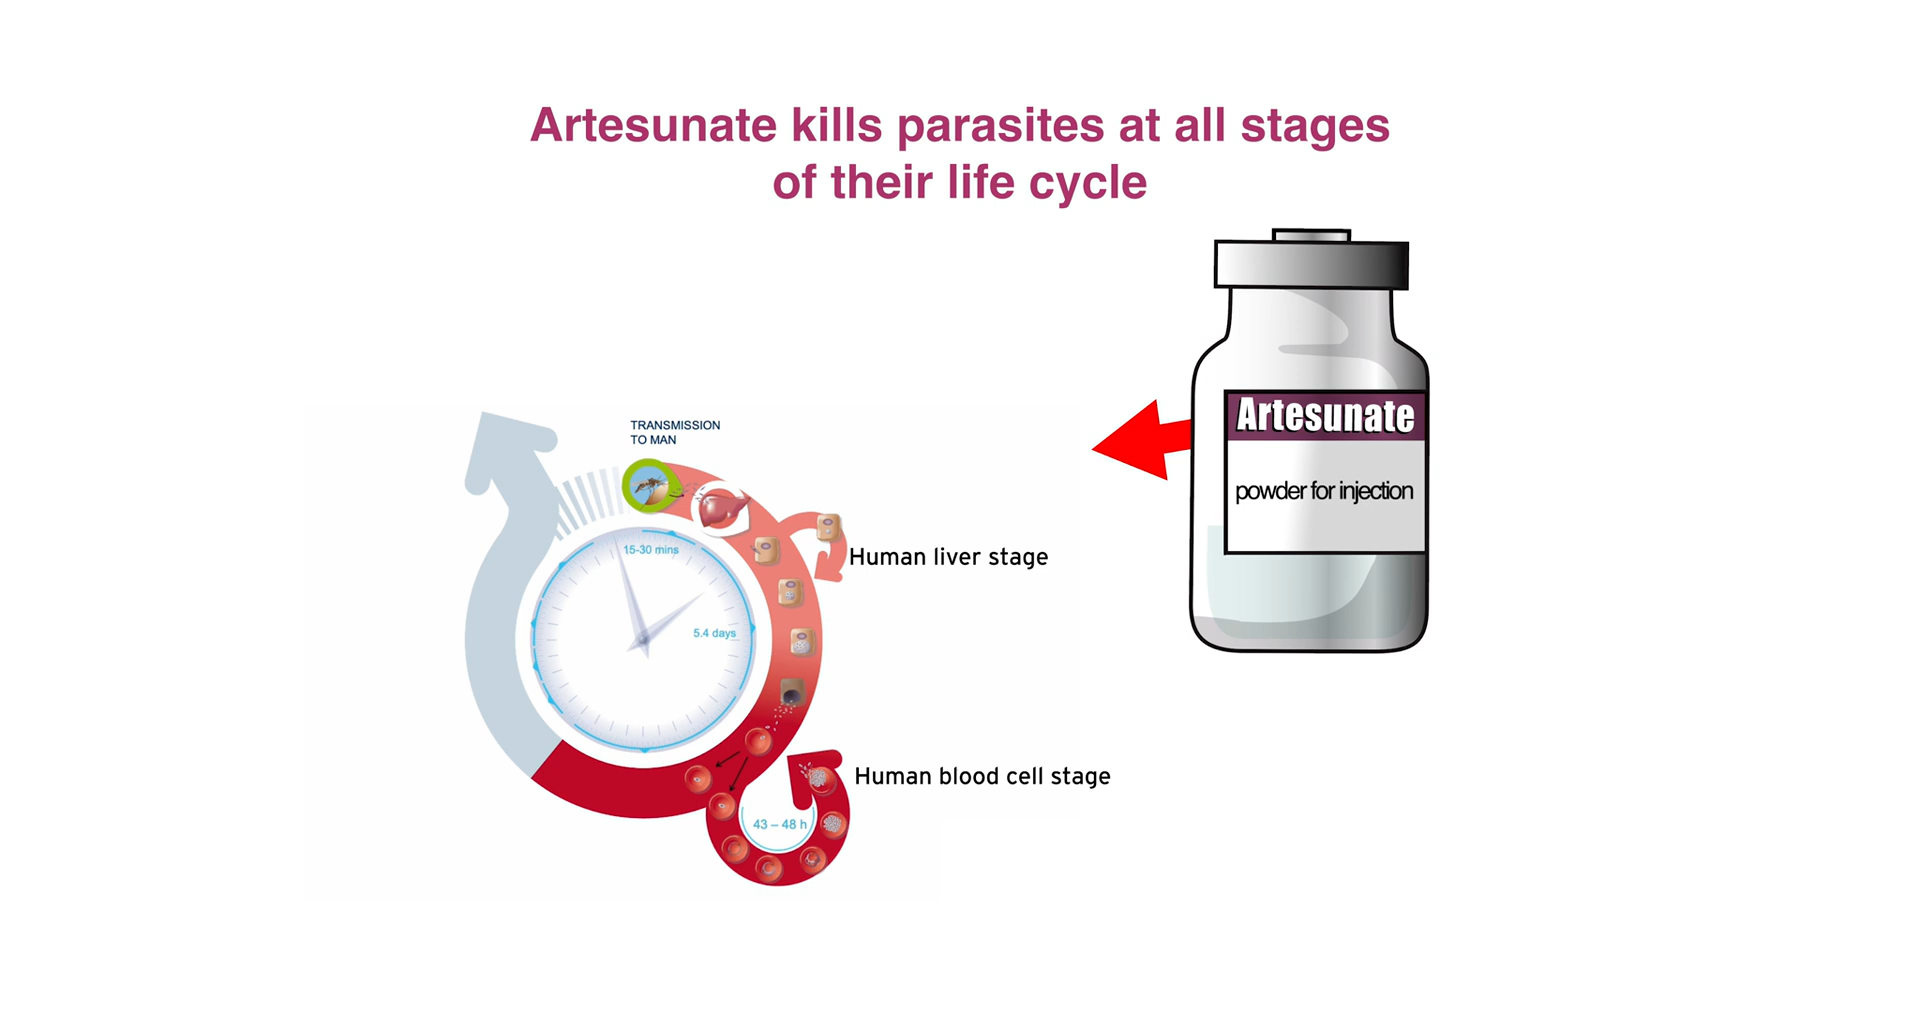 Artesunate kills parasites at all stages
of their life cycle
Artesunate
powder for injection
TRANSMISSION
TO MAN
15-30 mins
Human liver stage
5.4 days
Human blood cell stage
43 – 48 h